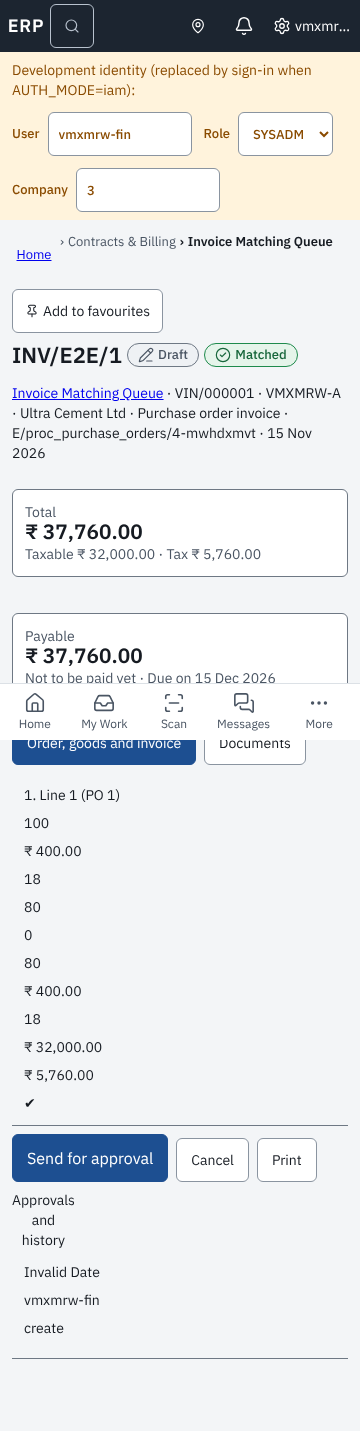 ERP
vmxmr...
Development identity (replaced by sign-in when
AUTH_MODE=iam):
User vmxmrw-fin Role SYSADM
Company 3
Home › Contracts & Billing › Invoice Matching Queue
Add to favourites
INV/E2E/1 Draft Matched
Invoice Matching Queue · VIN/000001 · VMXMRW-A
· Ultra Cement Ltd · Purchase order invoice ·
E/proc_purchase_orders/4-mwhdxmvt · 15 Nov
2026
Total
₹ 37,760.00
Taxable ₹ 32,000.00 · Tax ₹ 5,760.00
Payable
₹ 37,760.00
Not to be paid yet · Due on 15 Dec 2026
Home My Work Scan Messages More
Order, goods and invoice Documents
1. Line 1 (PO 1)
100
₹ 400.00
18
80
0
80
₹ 400.00
18
₹ 32,000.00
₹ 5,760.00
✔
Send for approval Cancel Print
Approvals
and
history
Invalid Date
vmxmrw-fin
create